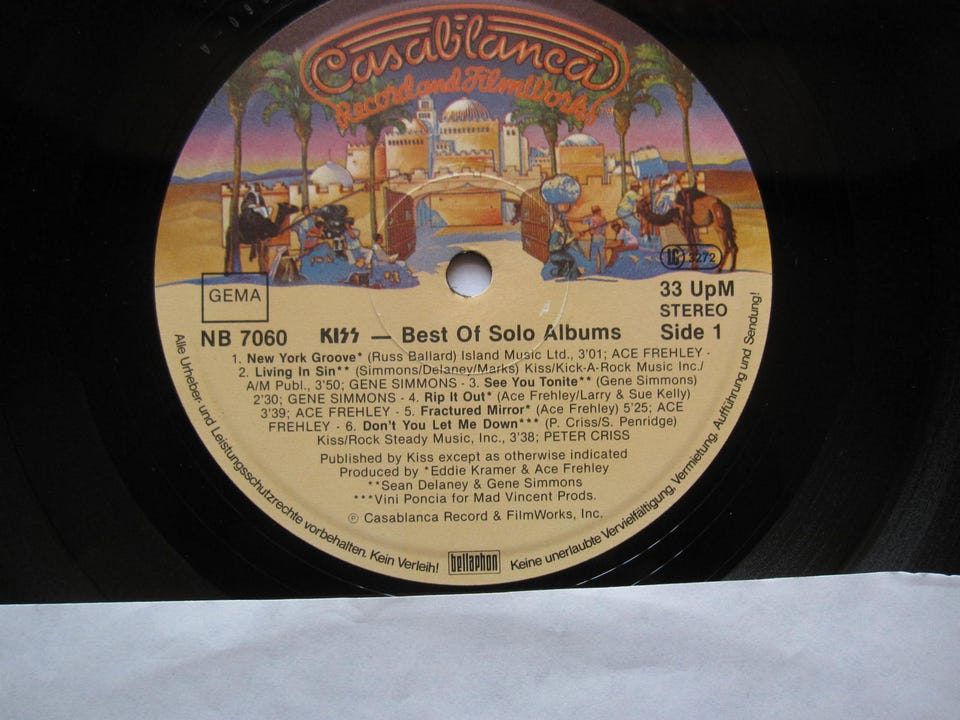 Casablanca
Record and FilmWorks
GEMA
1C 3272
33 UpM
STEREO
NB 7060 KISS — Best Of Solo Albums Side 1
1. New York Groove* (Russ Ballard) Island Music Ltd., 3'01; ACE FREHLEY -
2. Living In Sin** (Simmons/Delaney/Marks) Kiss/Kick-A-Rock Music Inc./
A/M Publ., 3'50; GENE SIMMONS - 3. See You Tonite** (Gene Simmons)
2'30; GENE SIMMONS - 4. Rip It Out* (Ace Frehley/Larry & Sue Kelly)
3'39; ACE FREHLEY - 5. Fractured Mirror* (Ace Frehley) 5'25; ACE
FREHLEY - 6. Don't You Let Me Down*** (P. Criss/S. Penridge)
Kiss/Rock Steady Music, Inc., 3'38; PETER CRISS
Published by Kiss except as otherwise indicated
Produced by *Eddie Kramer & Ace Frehley
**Sean Delaney & Gene Simmons
***Vini Poncia for Mad Vincent Prods.
℗ Casablanca Record & FilmWorks, Inc.
Alle Urheber- und Leistungsschutzrechte vorbehalten. Kein Verleih! bellaphon Keine unerlaubte Vervielfältigung, Vermietung, Aufführung und Sendung!